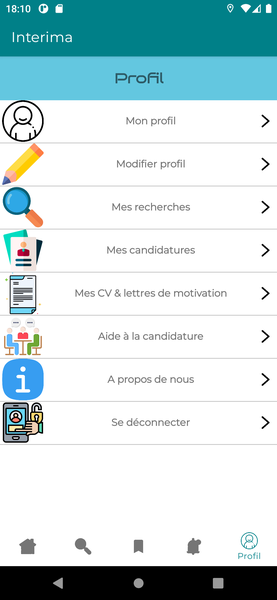 18:10
Interima
Profil
Mon profil
Modifier profil
Mes recherches
Mes candidatures
Mes CV & lettres de motivation
Aide à la candidature
A propos de nous
Se déconnecter
Profil